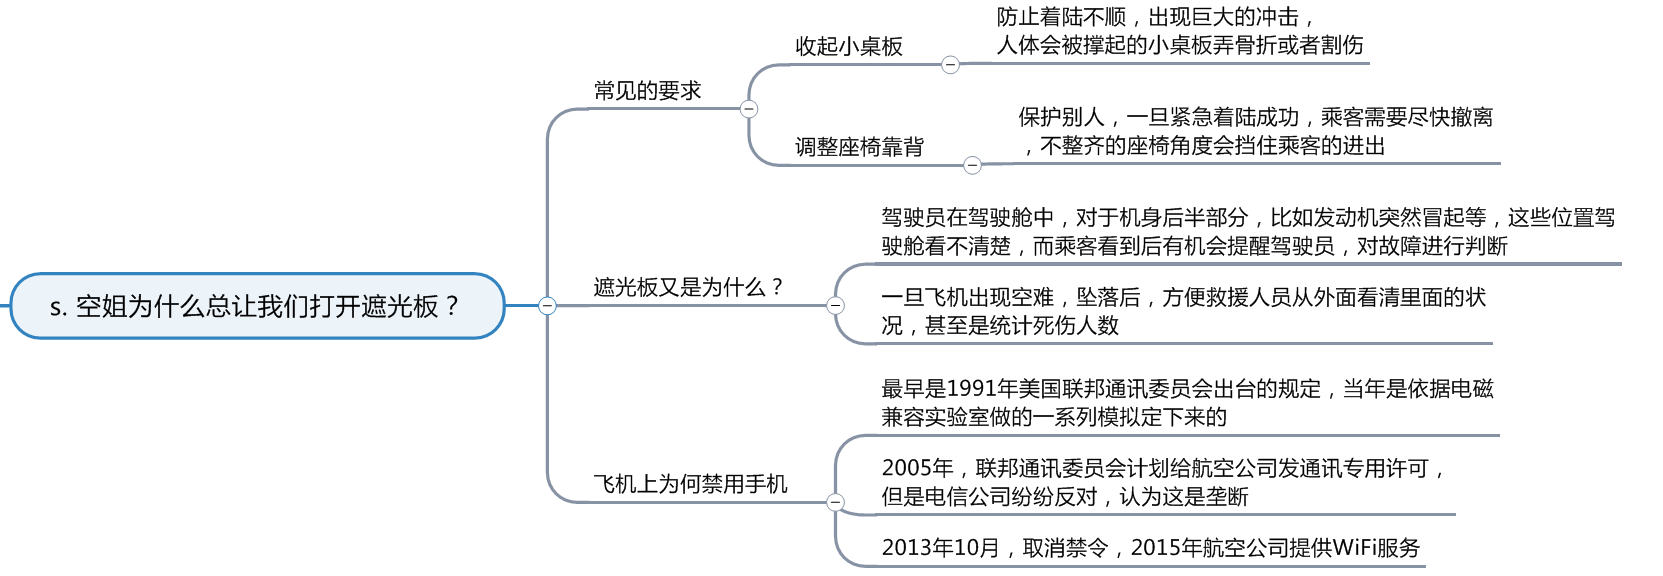 s. 空姐为什么总让我们打开遮光板？
常见的要求
收起小桌板
防止着陆不顺，出现巨大的冲击，
人体会被撑起的小桌板弄骨折或者割伤
调整座椅靠背
保护别人，一旦紧急着陆成功，乘客需要尽快撤离
，不整齐的座椅角度会挡住乘客的进出
遮光板又是为什么？
驾驶员在驾驶舱中，对于机身后半部分，比如发动机突然冒起等，这些位置驾
驶舱看不清楚，而乘客看到后有机会提醒驾驶员，对故障进行判断
一旦飞机出现空难，坠落后，方便救援人员从外面看清里面的状
况，甚至是统计死伤人数
飞机上为何禁用手机
最早是1991年美国联邦通讯委员会出台的规定，当年是依据电磁
兼容实验室做的一系列模拟定下来的
2005年，联邦通讯委员会计划给航空公司发通讯专用许可，
但是电信公司纷纷反对，认为这是垄断
2013年10月，取消禁令，2015年航空公司提供WiFi服务